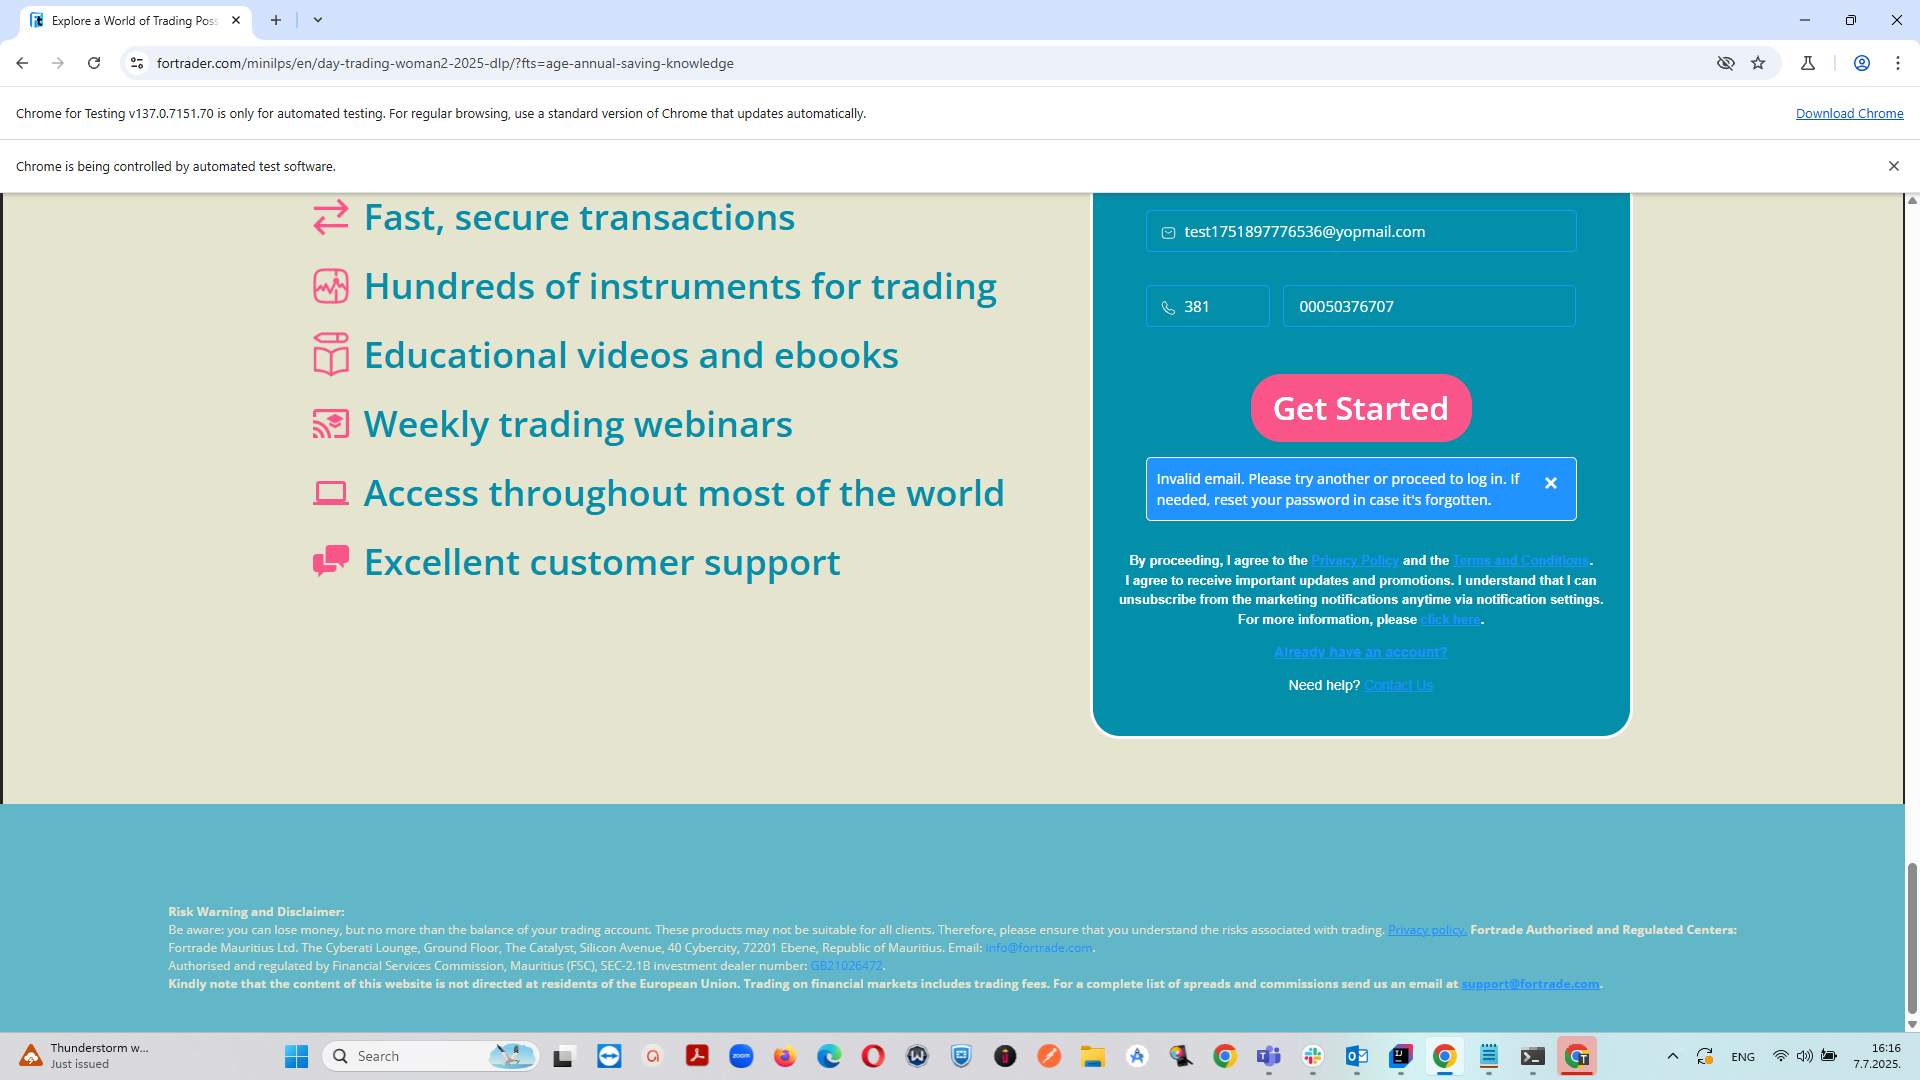 Explore a World of Trading Poss
fortrader.com/minilps/en/day-trading-woman2-2025-dlp/?fts=age-annual-saving-knowledge
Chrome for Testing v137.0.7151.70 is only for automated testing. For regular browsing, use a standard version of Chrome that updates automatically.
Download Chrome
Chrome is being controlled by automated test software.
Fast, secure transactions
Hundreds of instruments for trading
Educational videos and ebooks
Weekly trading webinars
Access throughout most of the world
Excellent customer support
test1751897776536@yopmail.com
381
00050376707
Get Started
Invalid email. Please try another or proceed to log in. If
needed, reset your password in case it's forgotten.
By proceeding, I agree to the Privacy Policy and the Terms and Conditions.
I agree to receive important updates and promotions. I understand that I can
unsubscribe from the marketing notifications anytime via notification settings.
For more information, please click here.
Already have an account?
Need help? Contact Us
Risk Warning and Disclaimer:
Be aware: you can lose money, but no more than the balance of your trading account. These products may not be suitable for all clients. Therefore, please ensure that you understand the risks associated with trading. Privacy policy. Fortrade Authorised and Regulated Centers:
Fortrade Mauritius Ltd. The Cyberati Lounge, Ground Floor, The Catalyst, Silicon Avenue, 40 Cybercity, 72201 Ebene, Republic of Mauritius. Email: info@fortrade.com.
Authorised and regulated by Financial Services Commission, Mauritius (FSC), SEC-2.1B investment dealer number: GB21026472.
Kindly note that the content of this website is not directed at residents of the European Union. Trading on financial markets includes trading fees. For a complete list of spreads and commissions send us an email at support@fortrade.com.
Thunderstorm w...
Just issued
Search
zoom
ENG
16:16
7.7.2025.